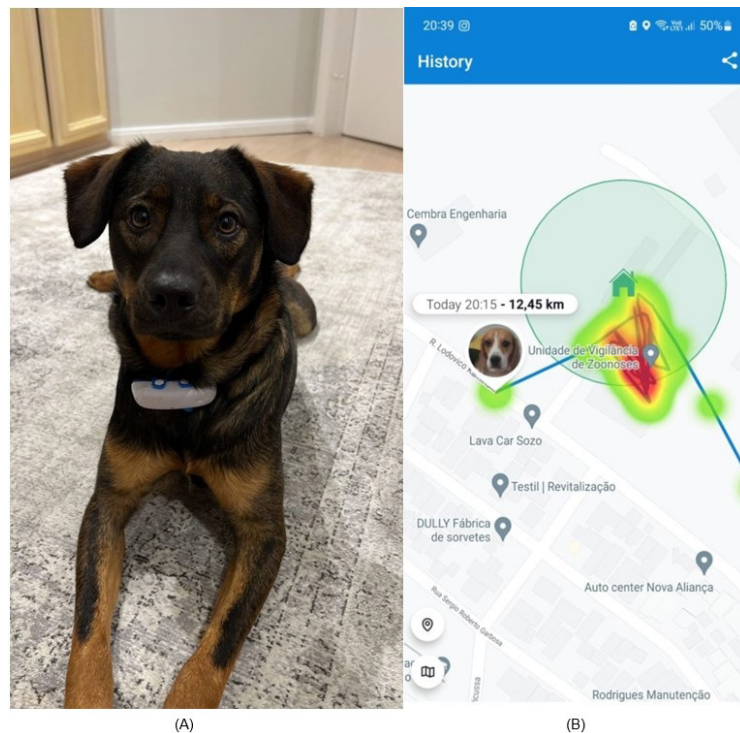 20:39
50%
History
Cembra Engenharia
Today 20:15 - 12,45 km
Unidade de Vigilância
de Zoonoses
R. Lodovico
Lava Car Sozo
Testil | Revitalização
DULLY Fábrica
de sorvetes
Auto center Nova Aliança
Rua Sergio Roberto Garbosa
Rodrigues Manutenção
(A)
(B)